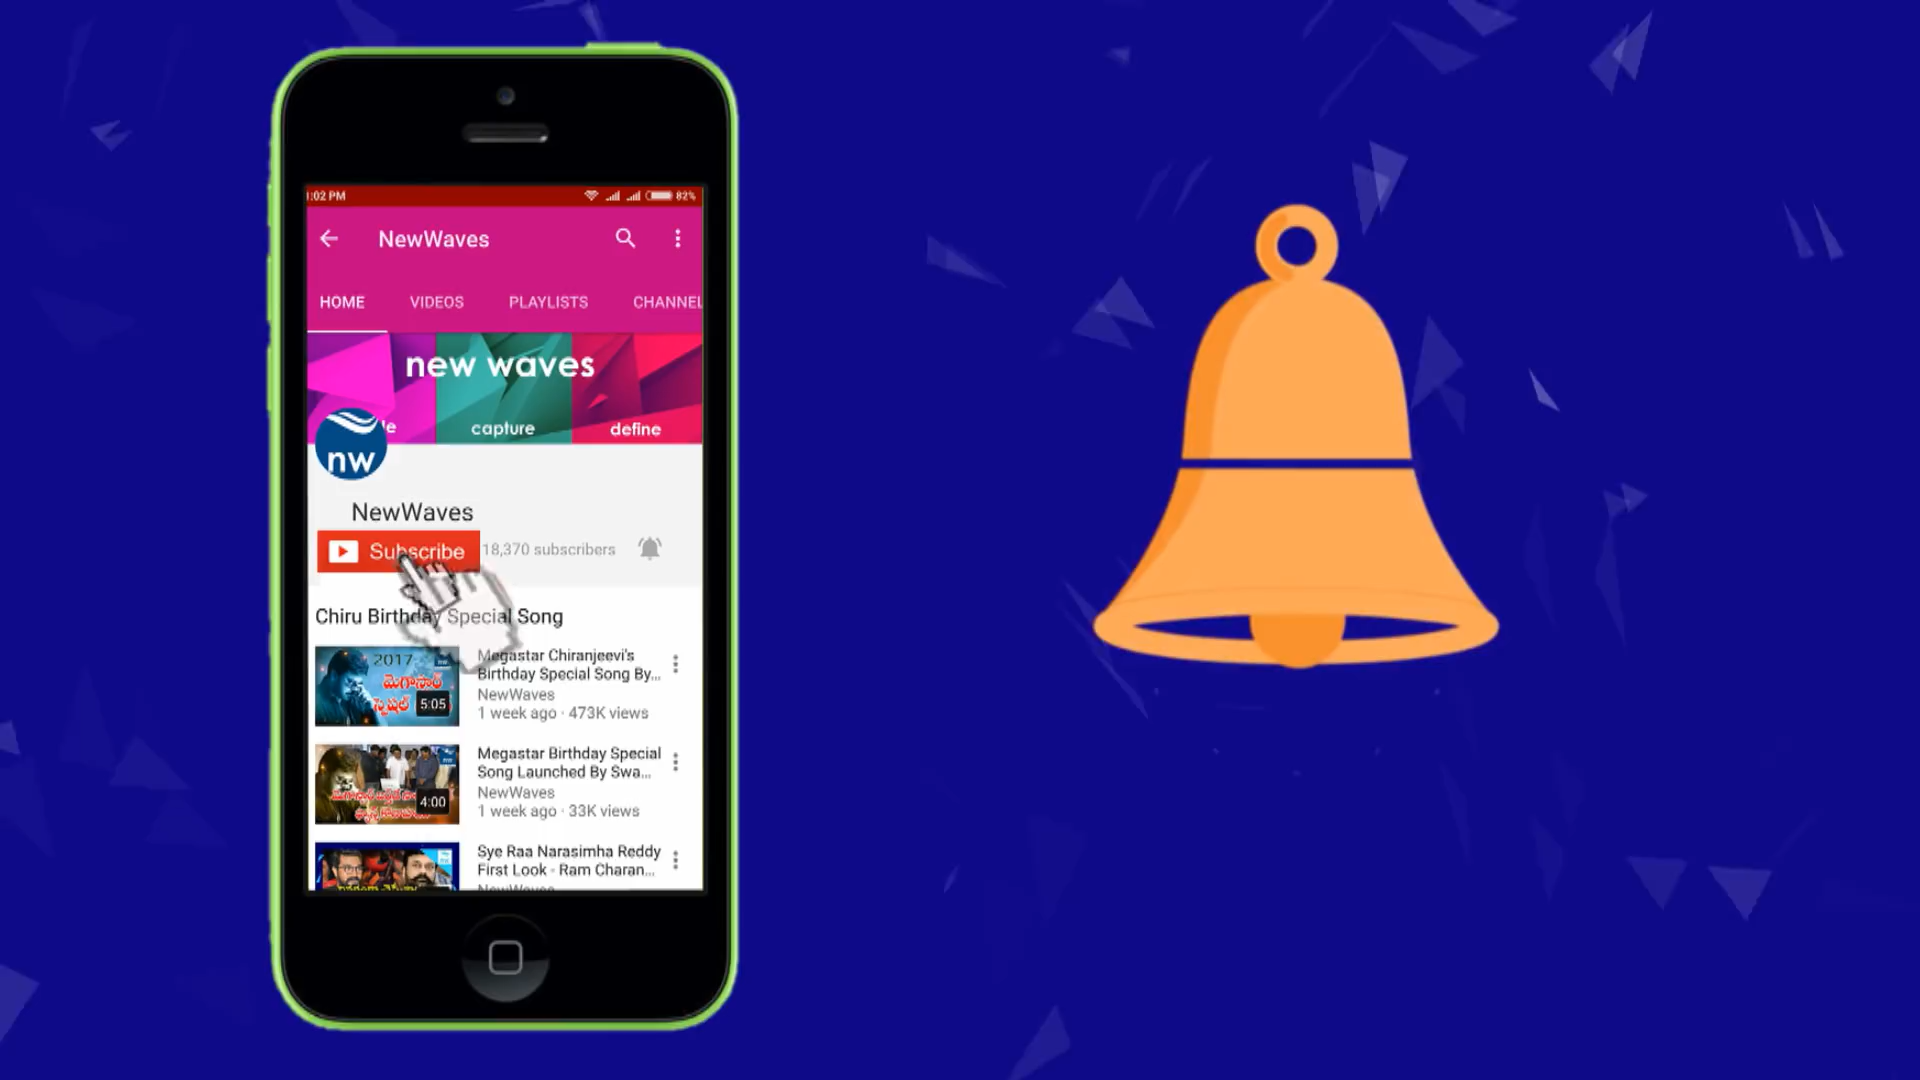 1:02 PM
82%
NewWaves
HOME VIDEOS PLAYLISTS CHANNEL
new waves
capture define
nw
NewWaves
Subscribe 18,370 subscribers
Chiru Birthday Special Song
2017
మెగాస్టార్
స్పెషల్
5:05
Megastar Chiranjeevi's
Birthday Special Song By...
NewWaves
1 week ago · 473K views
4:00
Megastar Birthday Special
Song Launched By Swa...
NewWaves
1 week ago · 33K views
Sye Raa Narasimha Reddy
First Look - Ram Charan...
NewWaves